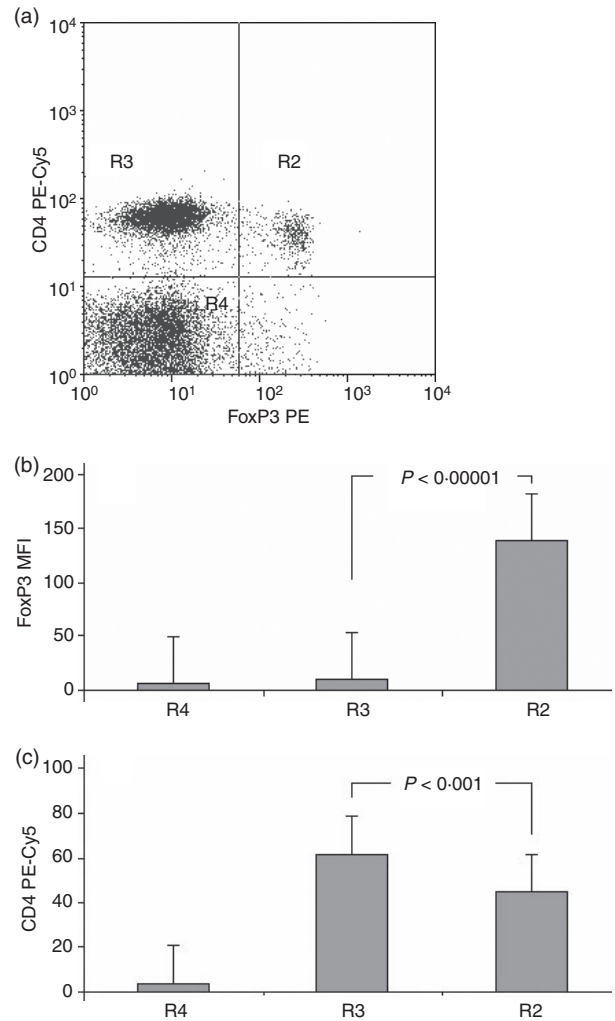 (a)
10⁴
10³
10²
10¹
10⁰
CD4 PE-Cy5
R3 R2
R4
10⁰ 10¹ 10² 10³ 10⁴
FoxP3 PE
(b)
200
150
100
50
0
FoxP3 MFI
P < 0·00001
R4 R3 R2
(c)
100
80
60
40
20
0
CD4 PE-Cy5
P < 0·001
R4 R3 R2